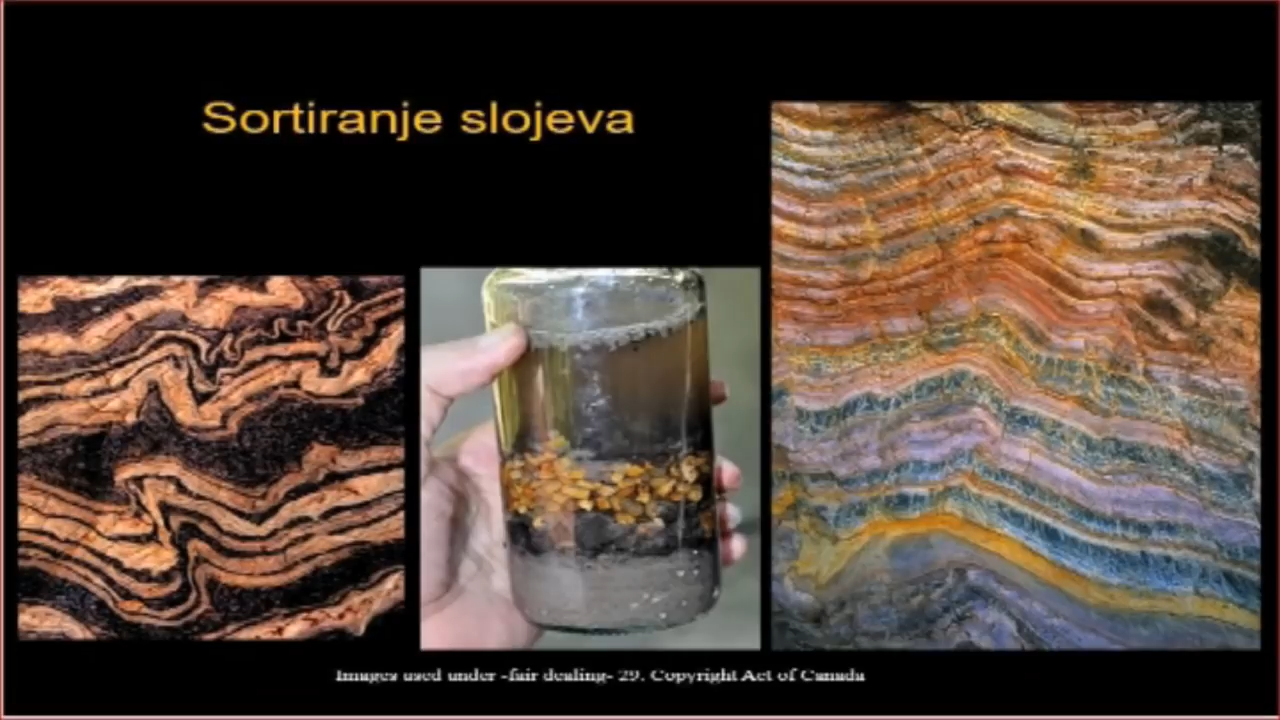 Sortiranje slojeva
Images used under -fair dealing- 29. Copyright Act of Canada